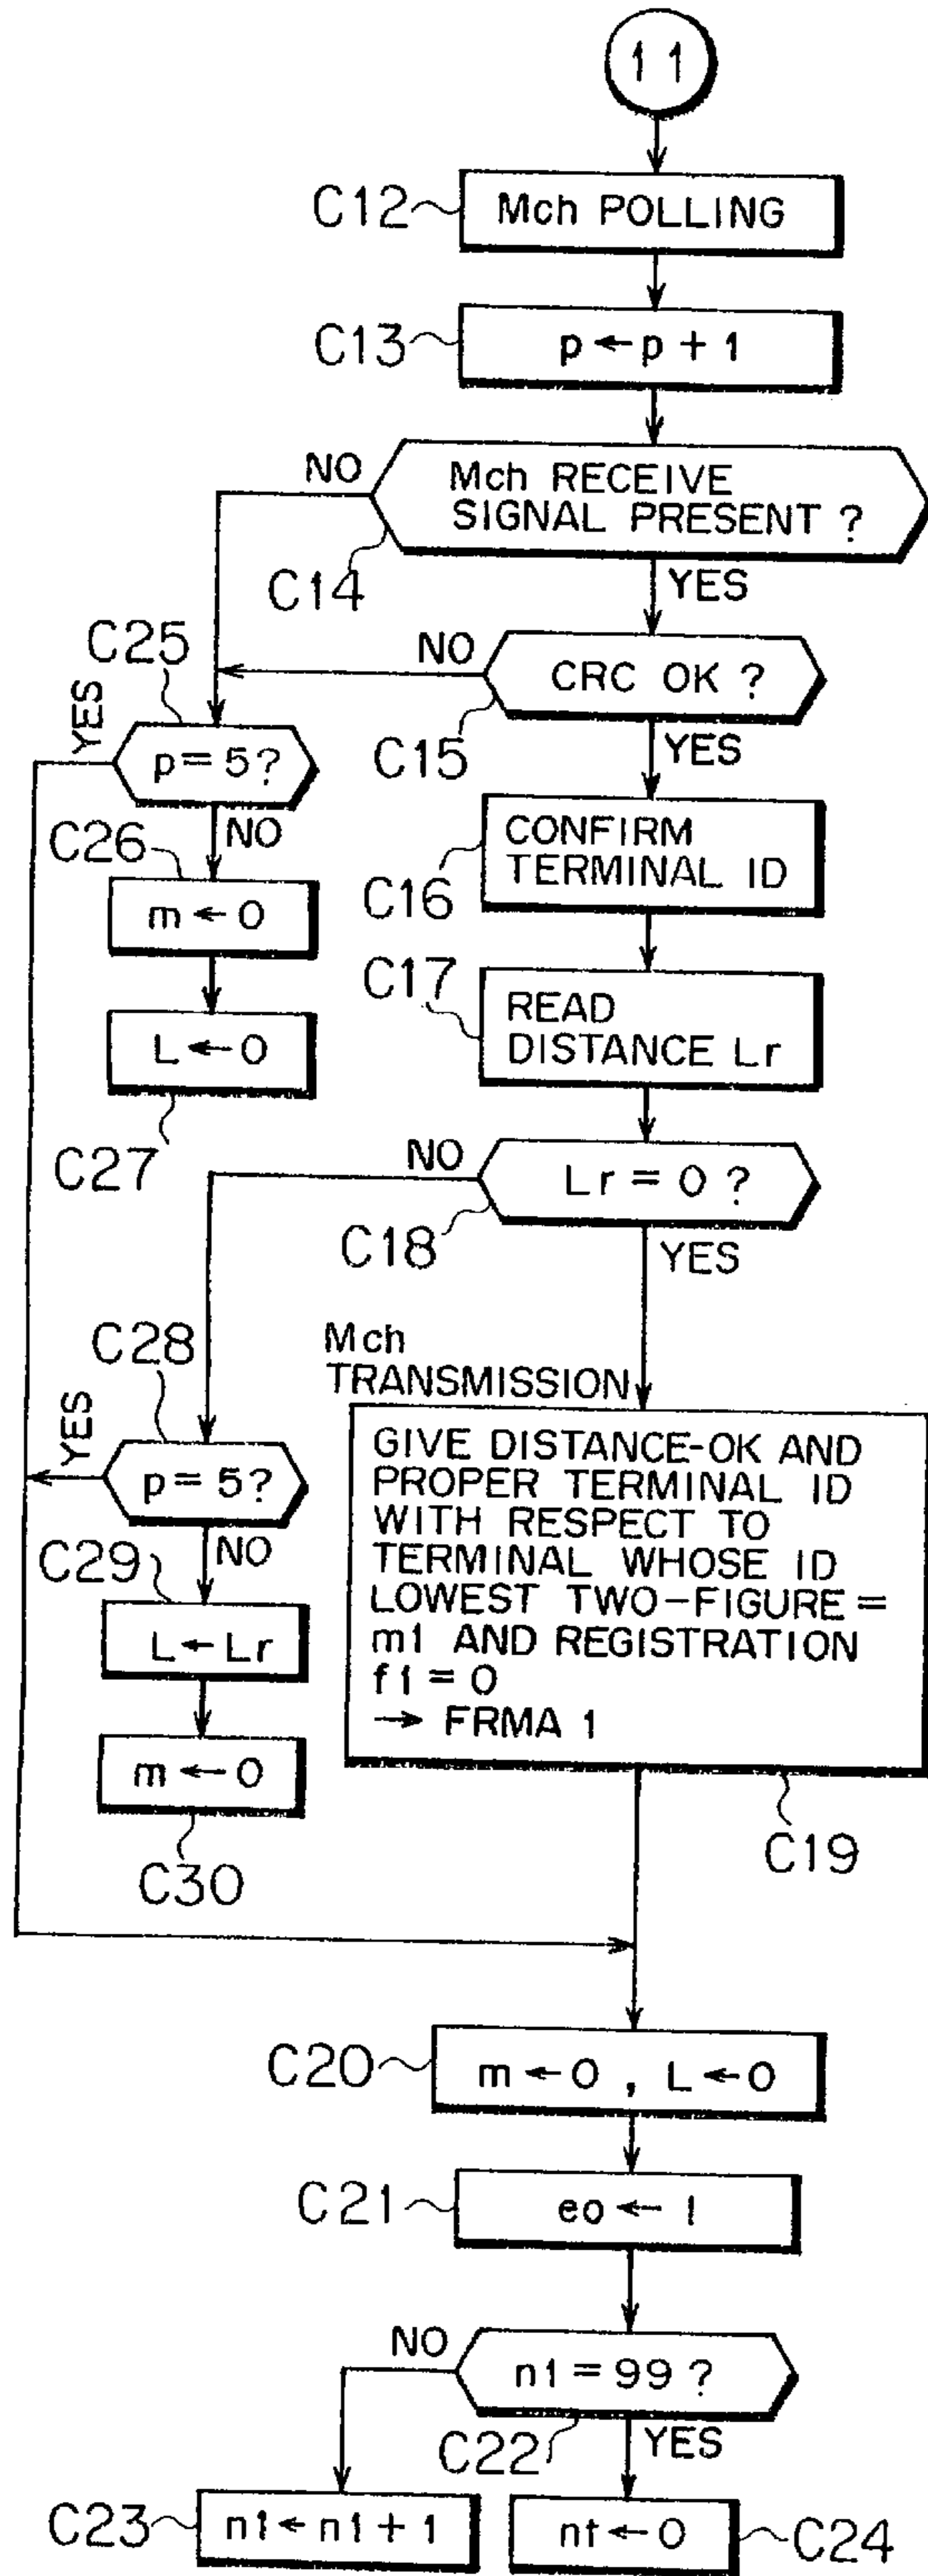 11
C12
Mch POLLING
C13
p ← p + 1
NO
Mch RECEIVE
SIGNAL PRESENT ?
C14
YES
C25
NO
CRC OK ?
YES
C15
YES
p = 5 ?
NO
C26
CONFIRM
TERMINAL ID
C16
m ← 0
C17
READ
DISTANCE Lr
L ← 0
C27
NO
Lr = 0 ?
C18
YES
C28
Mch
TRANSMISSION
YES
p = 5 ?
NO
GIVE DISTANCE-OK AND
PROPER TERMINAL ID
WITH RESPECT TO
TERMINAL WHOSE ID
LOWEST TWO-FIGURE =
m1 AND REGISTRATION
f1 = 0
→ FRMA 1
C29
L ← Lr
m ← 0
C30
C19
C20
m ← 0 , L ← 0
C21
eo ← 1
NO
n1 = 99 ?
C22
YES
C23
n1 ← n1 + 1
n1 ← 0
C24